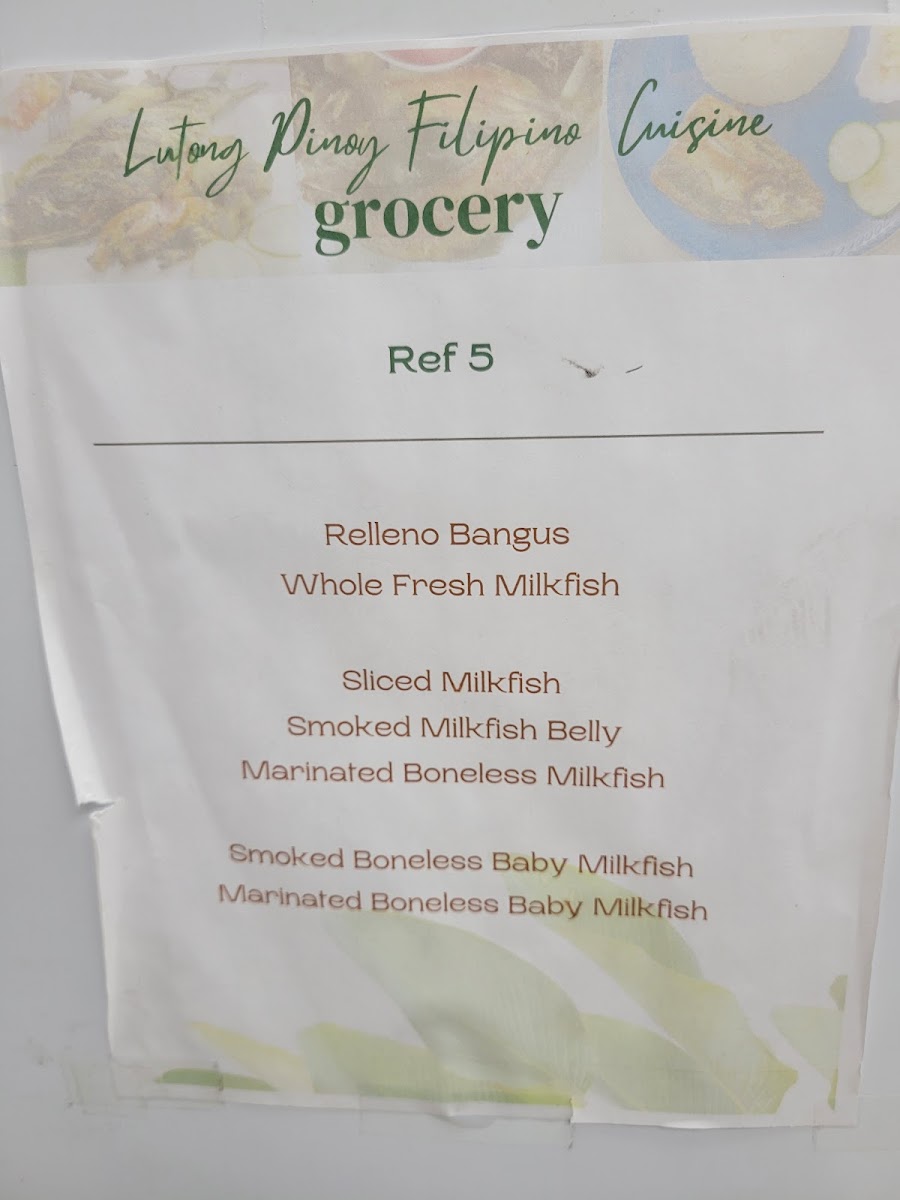 Lutong Pinoy Filipino Cuisine
grocery
Ref 5
Relleno Bangus
Whole Fresh Milkfish
Sliced Milkfish
Smoked Milkfish Belly
Marinated Boneless Milkfish
Smoked Boneless Baby Milkfish
Marinated Boneless Baby Milkfish